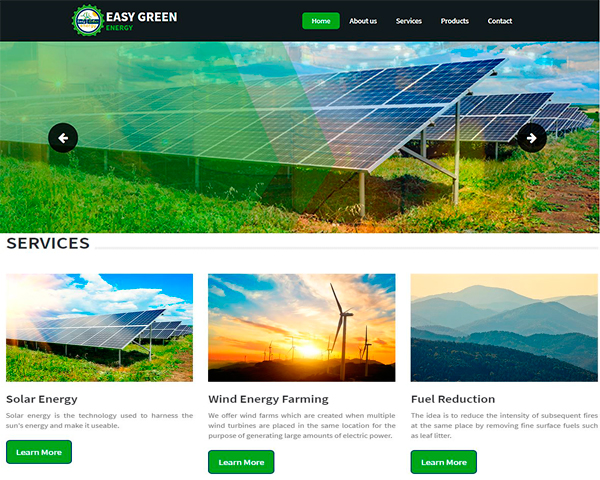 EASY GREEN
ENERGY
Home About us Services Products Contact
SERVICES
Solar Energy
Solar energy is the technology used to harness the
sun's energy and make it useable.
Learn More
Wind Energy Farming
We offer wind farms which are created when multiple
wind turbines are placed in the same location for the
purpose of generating large amounts of electric power.
Learn More
Fuel Reduction
The idea is to reduce the intensity of subsequent fires
at the same place by removing fine surface fuels such
as leaf litter.
Learn More